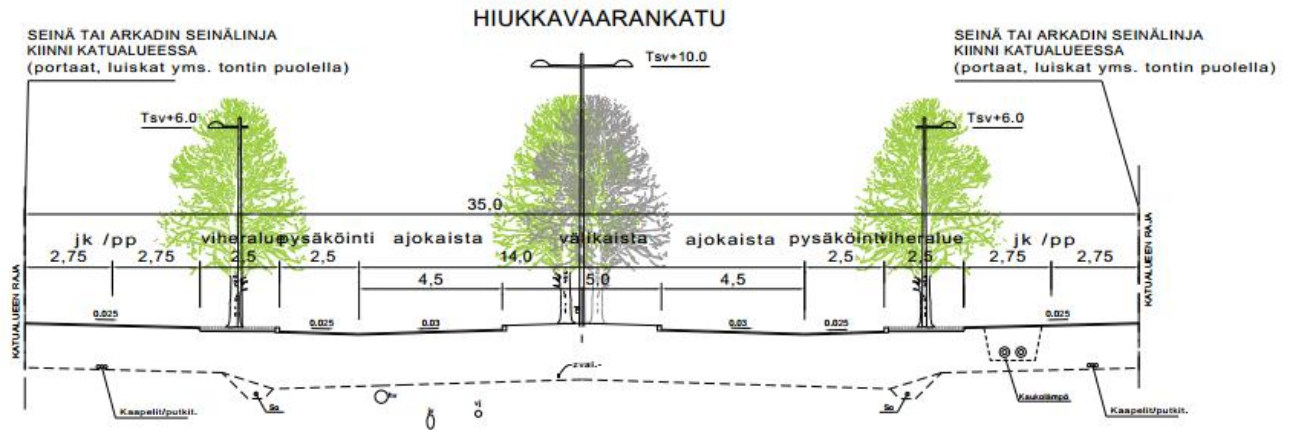 HIUKKAVAARANKATU
SEINÄ TAI ARKADIN SEINÄLINJA
KIINNI KATUALUEESSA
(portaat, luiskat yms. tontin puolella)
SEINÄ TAI ARKADIN SEINÄLINJA
KIINNI KATUALUEESSA
(portaat, luiskat yms. tontin puolella)
Tsv+10.0
Tsv+6.0
Tsv+6.0
35,0
jk /pp viheralue pysäköinti ajokaista välikaista ajokaista pysäköinti viheralue jk /pp
2,75 2,75 2,5 2,5 14,0 2,5 2,5 2,75 2,75
4,5 5,0 4,5
KATUALUEEN RAJA
KATUALUEEN RAJA
0.025 0.025 0.03 0.03 0.025 0.025
Kaapelit/putkit.
So
jv
vj
So
Kaukolämpö
Kaapelit/putkit.